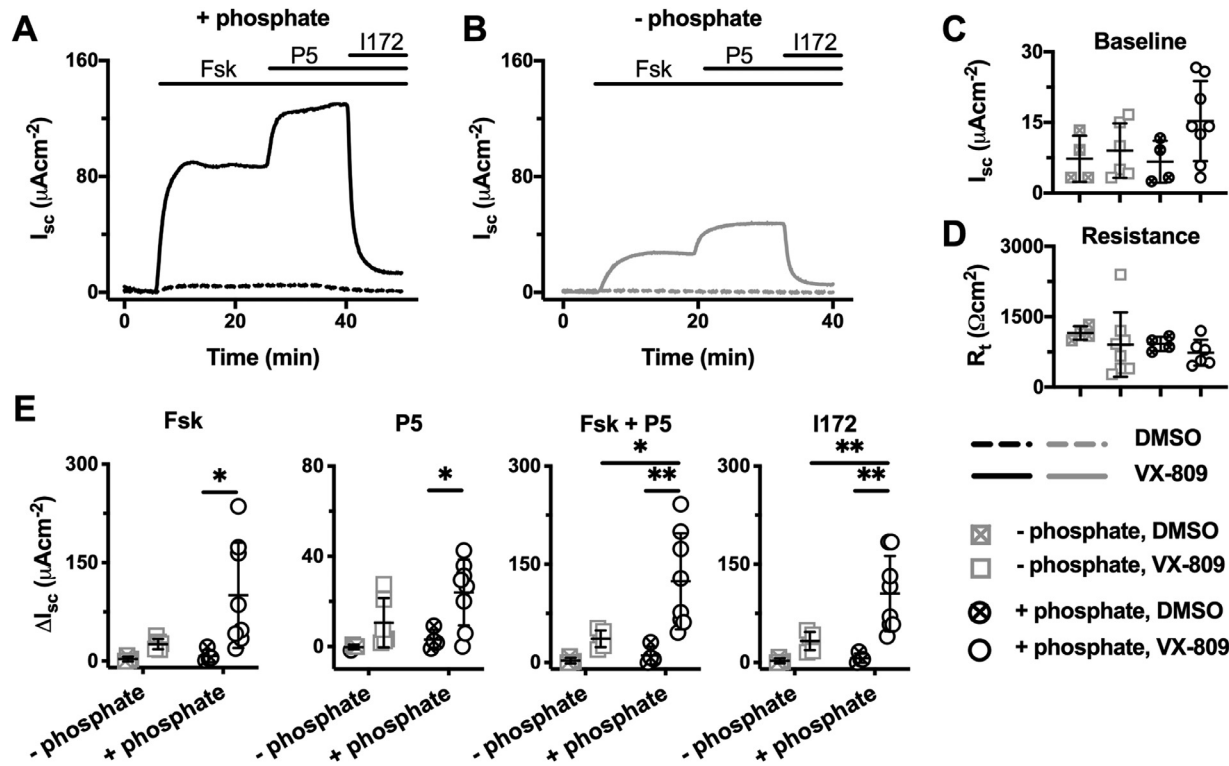 A
+ phosphate
Fsk
P5
I172
160
80
0
Isc (μAcm-2)
0
20
40
Time (min)
B
- phosphate
Fsk
P5
I172
160
80
0
Isc (μAcm-2)
0
20
40
Time (min)
C
Baseline
30
15
0
Isc (μAcm-2)
D
Resistance
3000
1500
0
Rt (Ωcm2)
DMSO
VX-809
- phosphate, DMSO
- phosphate, VX-809
+ phosphate, DMSO
+ phosphate, VX-809
E
Fsk
*
300
150
0
ΔIsc (μAcm-2)
- phosphate
+ phosphate
P5
*
80
40
0
- phosphate
+ phosphate
Fsk + P5
*
**
300
150
0
- phosphate
+ phosphate
I172
**
**
300
150
0
- phosphate
+ phosphate